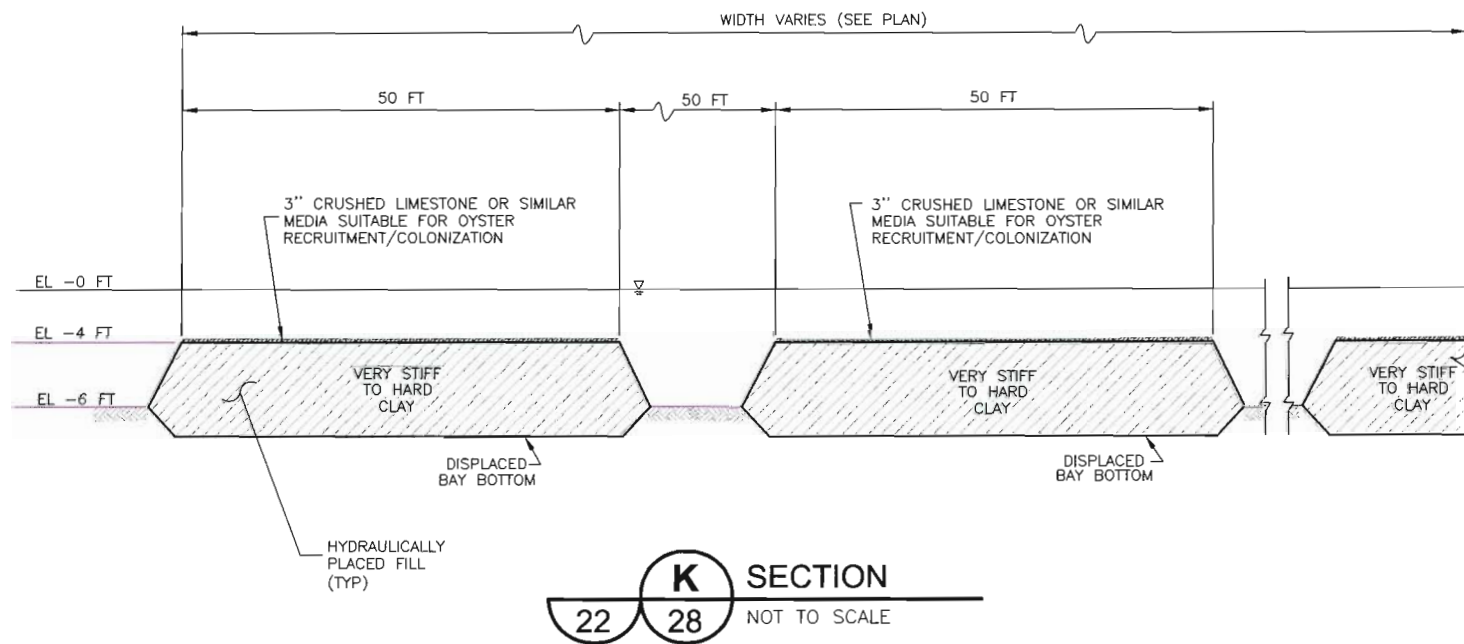 WIDTH VARIES (SEE PLAN)
50 FT
50 FT
50 FT
3'' CRUSHED LIMESTONE OR SIMILAR
MEDIA SUITABLE FOR OYSTER
RECRUITMENT/COLONIZATION
3'' CRUSHED LIMESTONE OR SIMILAR
MEDIA SUITABLE FOR OYSTER
RECRUITMENT/COLONIZATION
EL -0 FT
EL -4 FT
VERY STIFF
TO HARD
CLAY
VERY STIFF
TO HARD
CLAY
VERY STIFF
TO HARD
CLAY
EL -6 FT
DISPLACED
BAY BOTTOM
DISPLACED
BAY BOTTOM
HYDRAULICALLY
PLACED FILL
(TYP)
K SECTION
22 28 NOT TO SCALE